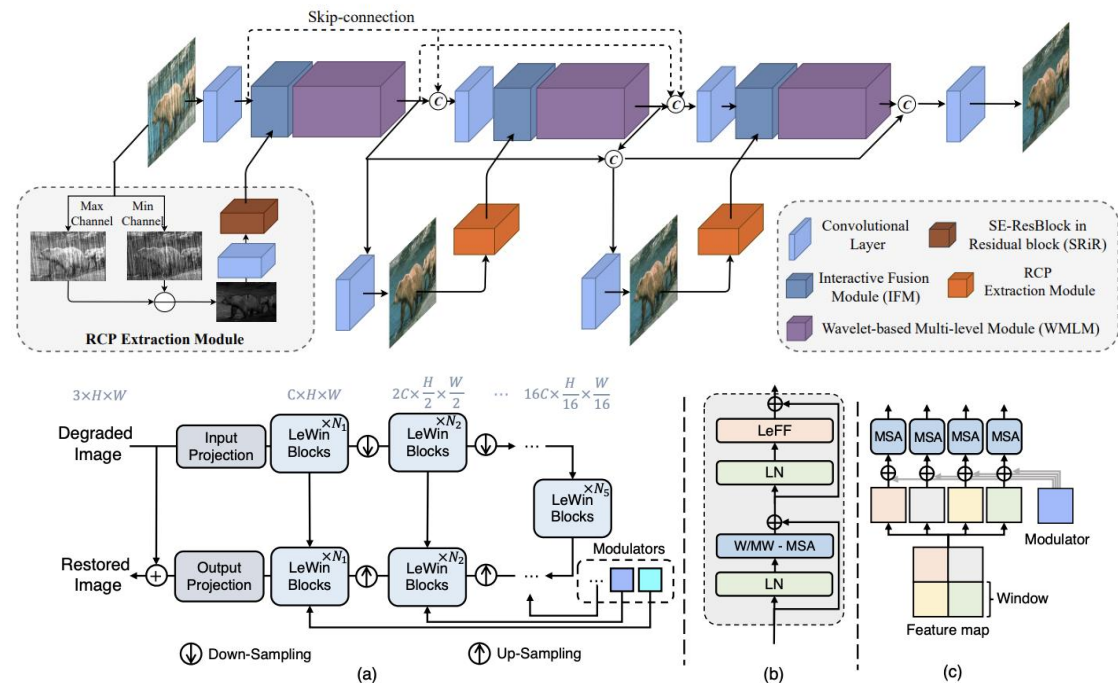 Skip-connection
C
C
C
C
Max
Channel
Min
Channel
RCP Extraction Module
Convolutional
Layer
SE-ResBlock in
Residual block (SRiR)
Interactive Fusion
Module (IFM)
RCP
Extraction Module
Wavelet-based Multi-level Module (WMLM)
3×H×W
C×H×W
2C×H/2×W/2
...
16C×H/16×W/16
Degraded
Image
Input
Projection
LeWin
Blocks
×N1
LeWin
Blocks
×N2
...
LeWin
Blocks
×N5
Restored
Image
Output
Projection
LeWin
Blocks
×N1
LeWin
Blocks
×N2
...
Modulators
...
Down-Sampling
Up-Sampling
(a)
LeFF
LN
W/MW - MSA
LN
(b)
MSA
MSA
MSA
MSA
Modulator
Window
Feature map
(c)